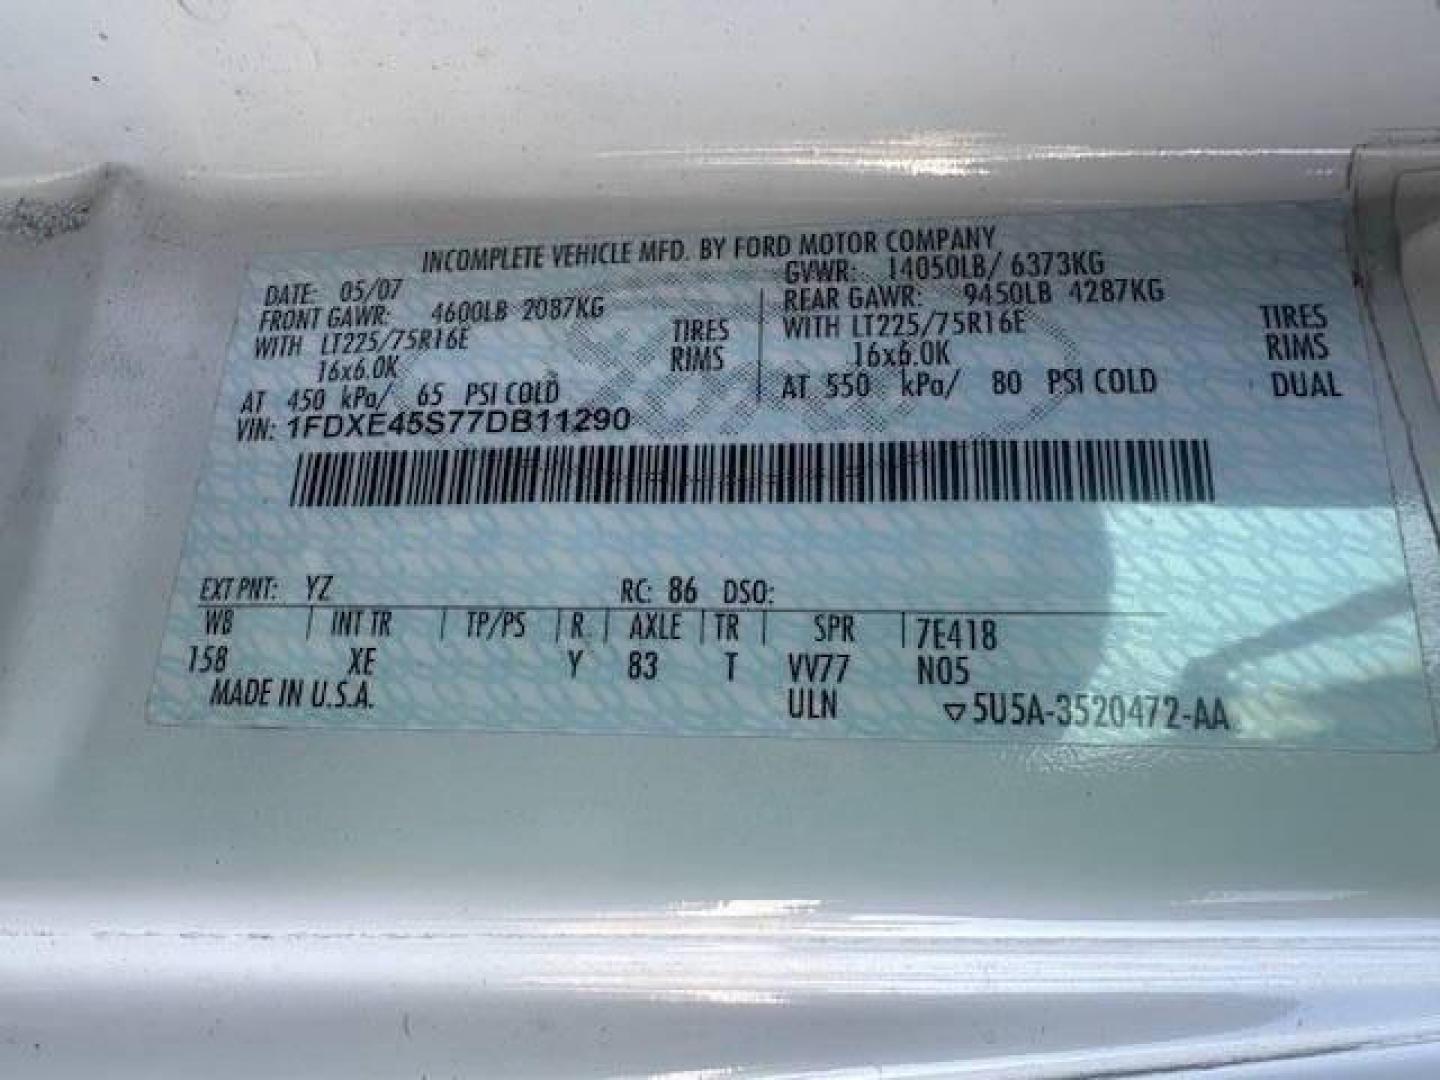 INCOMPLETE VEHICLE MFD. BY FORD MOTOR COMPANY
DATE: 05/07 GVWR: 14050LB/ 6373KG
FRONT GAWR: 4600LB 2087KG REAR GAWR: 9450LB 4287KG
WITH LT225/75R16E TIRES WITH LT225/75R16E TIRES
16x6.0K RIMS 16x6.0K RIMS
AT 450 kPa/ 65 PSI COLD AT 550 kPa/ 80 PSI COLD DUAL
VIN: 1FDXE45S77DB11290
EXT PNT: YZ RC: 86 DSO:
WB INT TR TP/PS R AXLE TR SPR 7E418
158 XE Y 83 T VV77 N05
MADE IN U.S.A. ULN 5U5A-3520472-AA